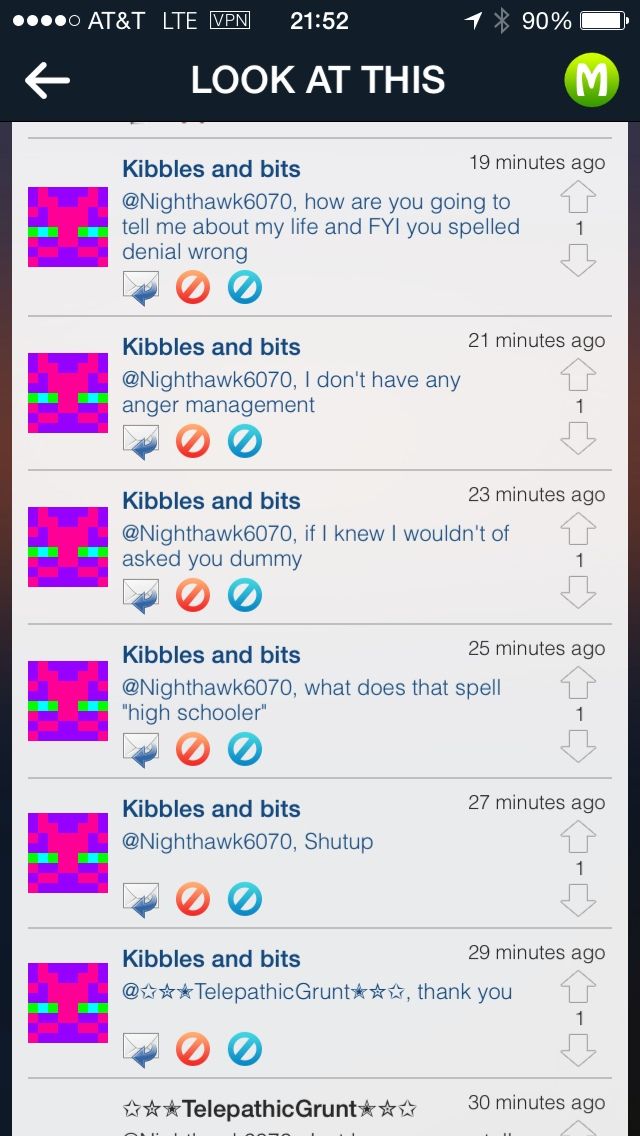 AT&T LTE VPN 21:52 90%
LOOK AT THIS M
Kibbles and bits 19 minutes ago
@Nighthawk6070, how are you going to
tell me about my life and FYI you spelled
denial wrong
1
Kibbles and bits 21 minutes ago
@Nighthawk6070, I don't have any
anger management
1
Kibbles and bits 23 minutes ago
@Nighthawk6070, if I knew I wouldn't of
asked you dummy
1
Kibbles and bits 25 minutes ago
@Nighthawk6070, what does that spell
"high schooler"
1
Kibbles and bits 27 minutes ago
@Nighthawk6070, Shutup
1
Kibbles and bits 29 minutes ago
@✩✮✭TelepathicGrunt✭✮✩, thank you
1
✩✮✭TelepathicGrunt✭✮✩ 30 minutes ago